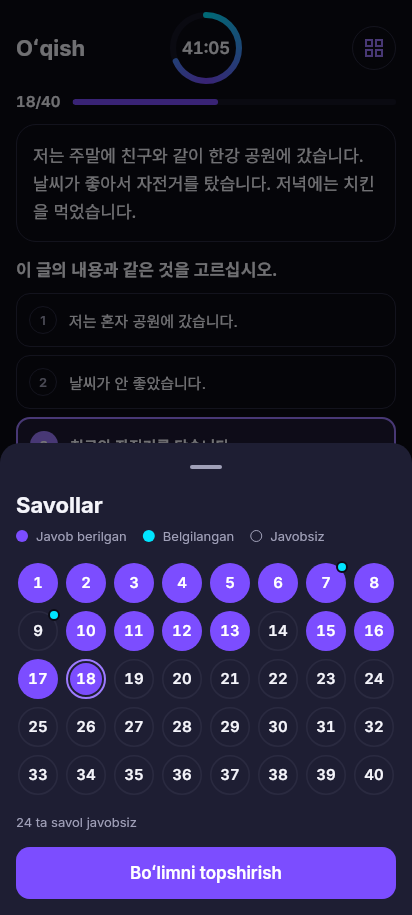 Oʻqish
41:05
18/40
저는 주말에 친구와 같이 한강 공원에 갔습니다.
날씨가 좋아서 자전거를 탔습니다. 저녁에는 치킨
을 먹었습니다.
이 글의 내용과 같은 것을 고르십시오.
1 저는 혼자 공원에 갔습니다.
2 날씨가 안 좋았습니다.
Savollar
Javob berilgan Belgilangan Javobsiz
1 2 3 4 5 6 7 8
9 10 11 12 13 14 15 16
17 18 19 20 21 22 23 24
25 26 27 28 29 30 31 32
33 34 35 36 37 38 39 40
24 ta savol javobsiz
Boʻlimni topshirish